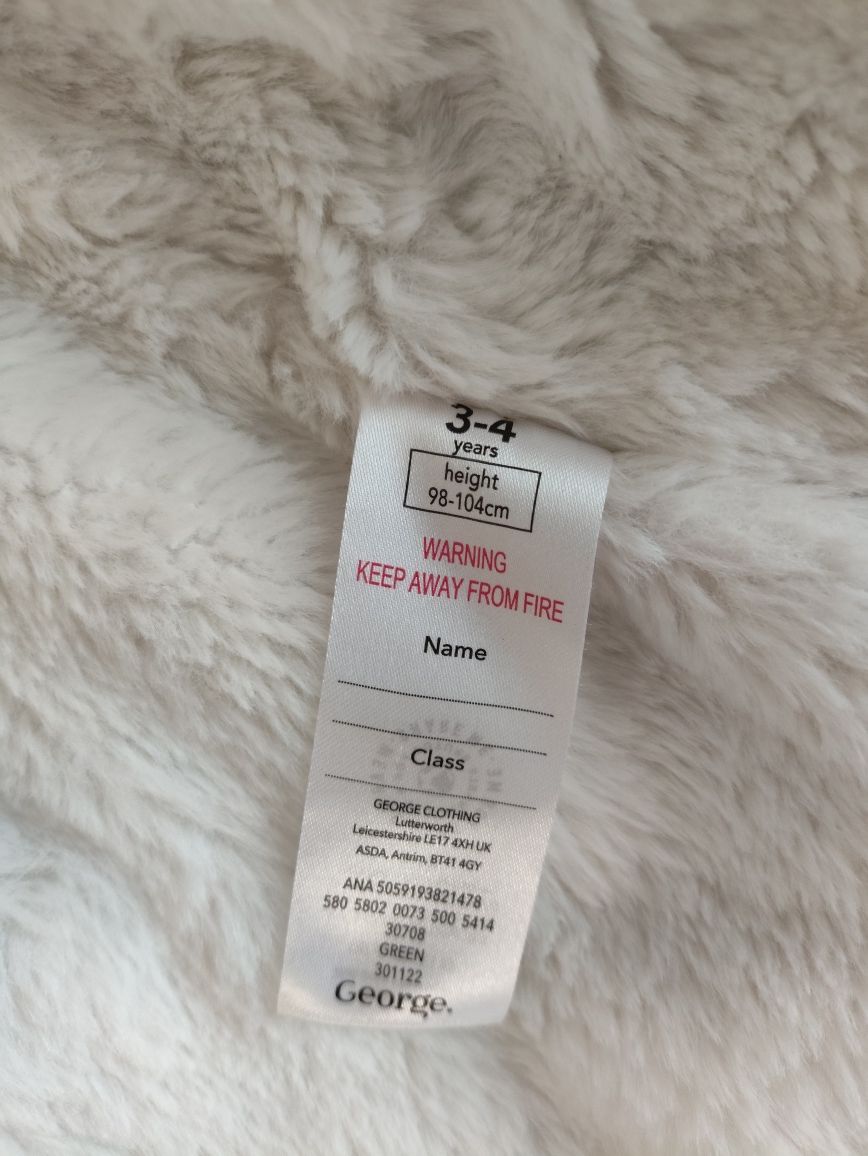 3-4
years
height
98-104cm
WARNING
KEEP AWAY FROM FIRE
Name
Class
GEORGE CLOTHING
Lutterworth
Leicestershire LE17 4XH UK
ASDA, Antrim, BT41 4GY
ANA 5059193821478
580 5802 0073 500 5414
30708
GREEN
301122
George.